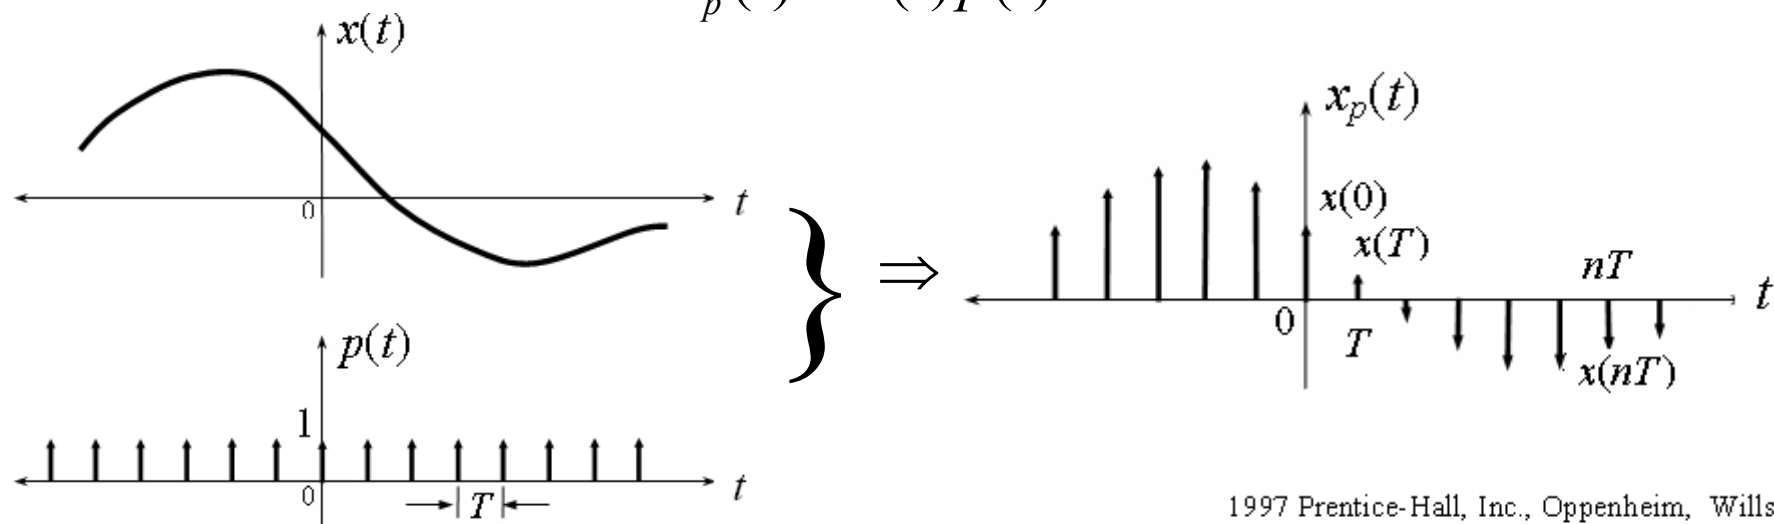 x(t)
0
t
p(t)
1
0
T
t
}
⇒
x_p(t)
x(0)
x(T)
nT
0
T
t
x(nT)
1997 Prentice-Hall, Inc., Oppenheim, Wills